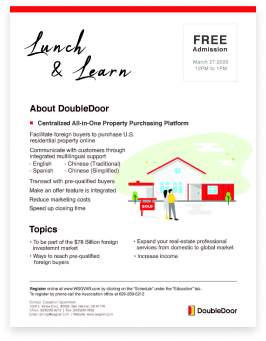 Lunch
& Learn
FREE
Admission
March 27, 2020
12PM to 1PM
About DoubleDoor
Centralized All-in-One Property Purchasing Platform
Facilitate foreign buyers to purchase U.S.
residential property online
Communicate with customers through
integrated multilingual support
- English - Chinese (Traditional)
- Spanish - Chinese (Simplified)
Transact with pre-qualified buyers
Make an offer feature is integrated
Reduce marketing costs
Speed up closing time
SOLD
Topics
• To be part of the $78 Billion foreign
investemnt market
• Ways to reach pre-qualified
foreign buyers
• Expand your real-estate professional
services from domestic to global market
• Increase income
Register online at www.WSGVAR.com by clicking on the "Schedule" under the "Education" tab.
To register by phone call the Association office at
DoubleDoor